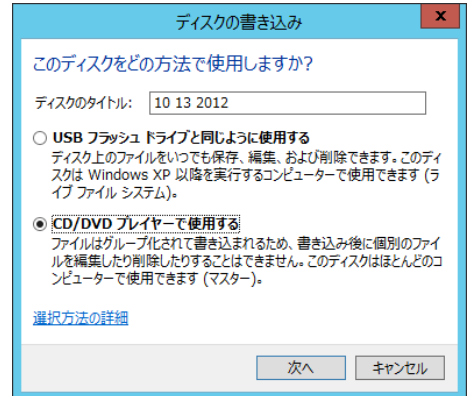 ディスクの書き込み
x
このディスクをどの方法で使用しますか?
ディスクのタイトル: 10 13 2012
USB フラッシュ ドライブと同じように使用する
ディスク上のファイルをいつでも保存、編集、および削除できます。このディ
スクは Windows XP 以降を実行するコンピューターで使用できます (ラ
イブ ファイル システム)。
CD/DVD プレイヤーで使用する
ファイルはグループ化されて書き込まれるため、書き込み後に個別のファイ
ルを編集したり削除したりすることはできません。このディスクはほとんどのコ
ンピューターで使用できます (マスター)。
選択方法の詳細
次へ キャンセル